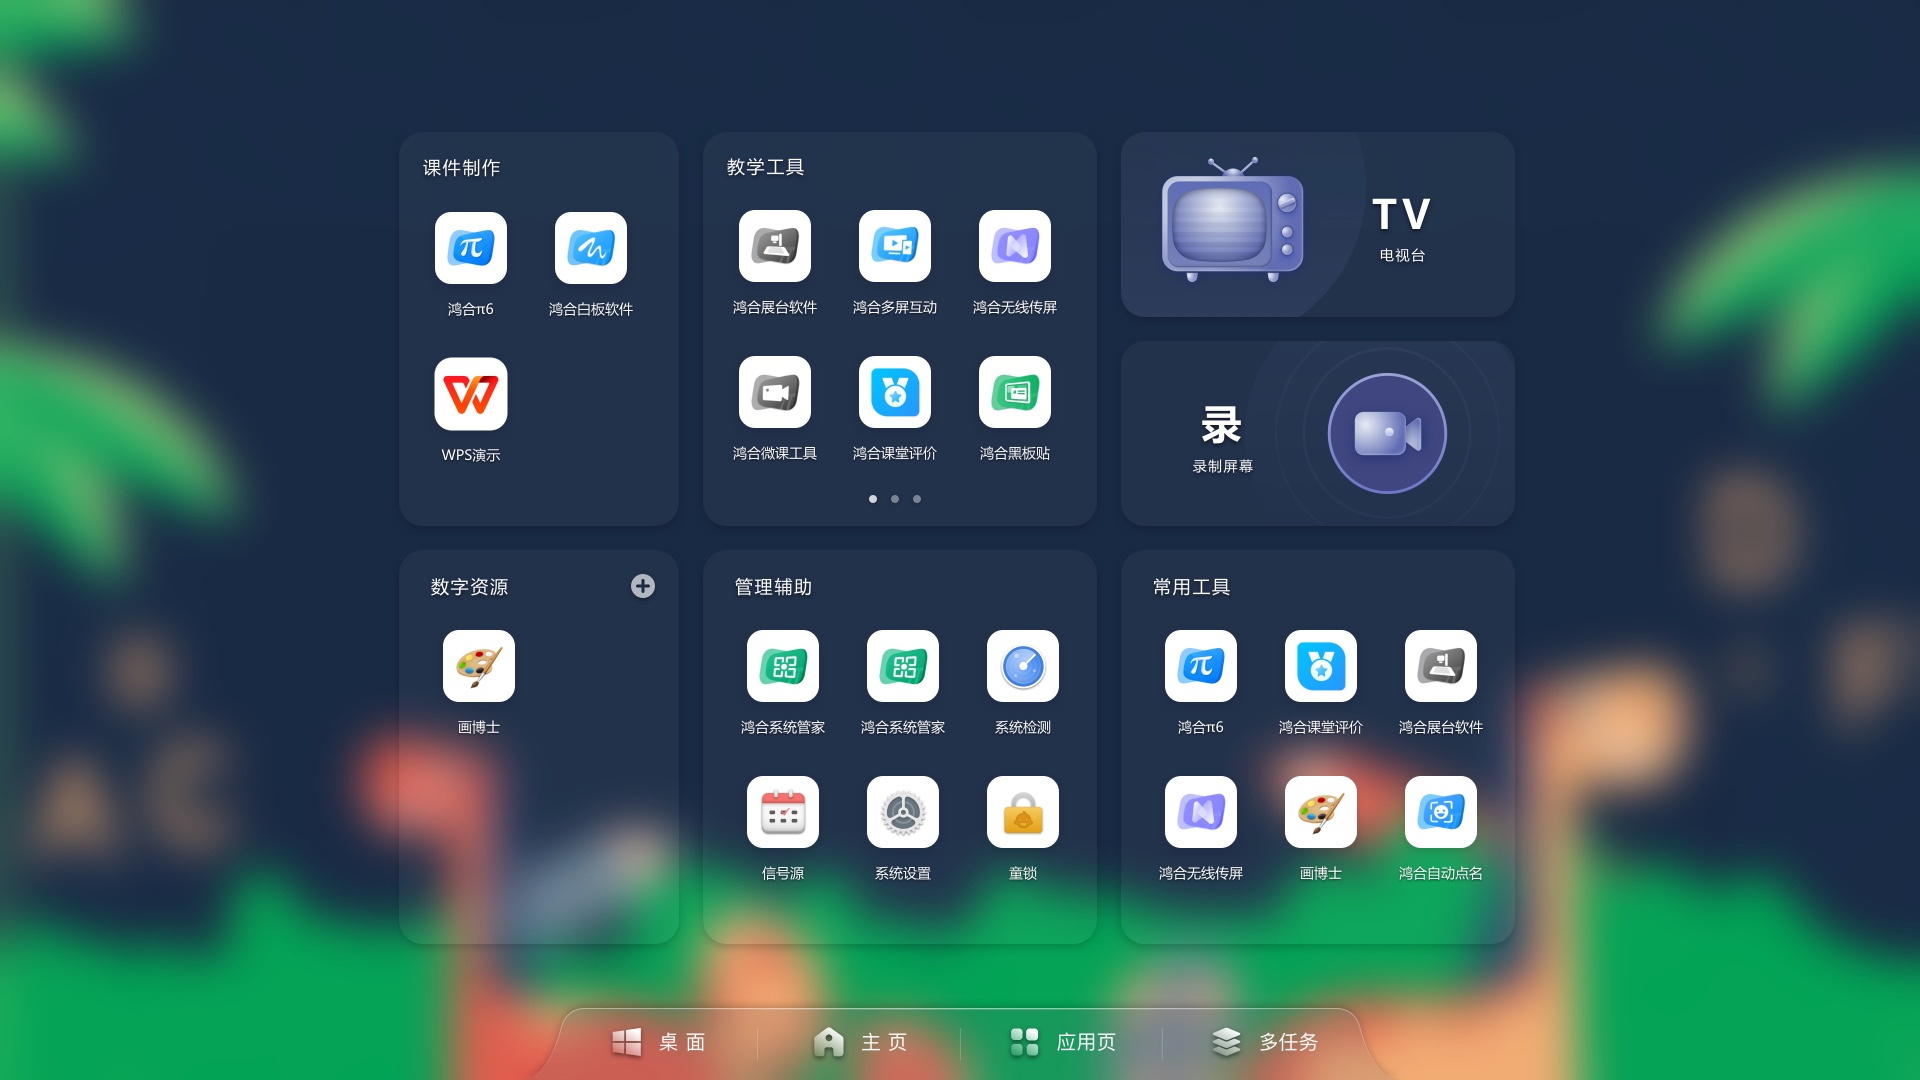 课件制作
鸿合π6
鸿合白板软件
WPS演示
教学工具
鸿合展台软件
鸿合多屏互动
鸿合无线传屏
鸿合微课工具
鸿合课堂评价
鸿合黑板贴
TV
电视台
录
录制屏幕
数字资源
画博士
管理辅助
鸿合系统管家
鸿合系统管家
系统检测
信号源
系统设置
童锁
常用工具
鸿合π6
鸿合课堂评价
鸿合展台软件
鸿合无线传屏
画博士
鸿合自动点名
桌 面
主 页
应用页
多任务